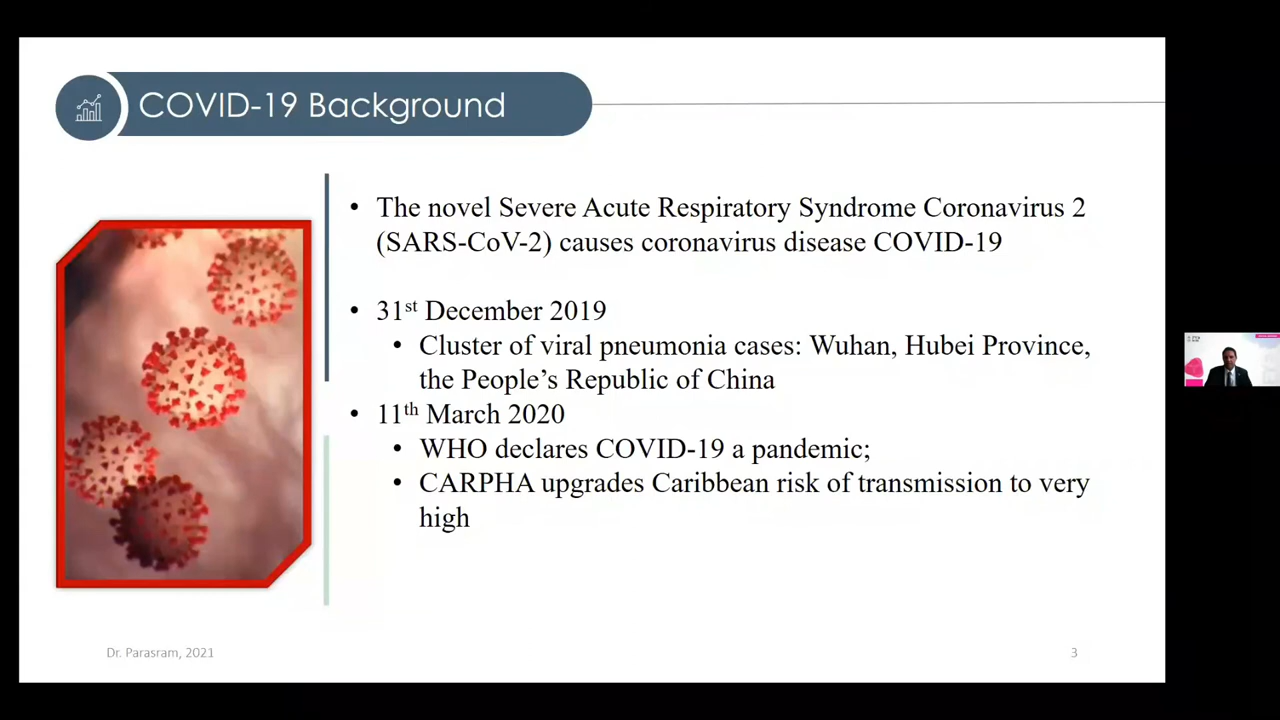 COVID-19 Background
• The novel Severe Acute Respiratory Syndrome Coronavirus 2
(SARS-CoV-2) causes coronavirus disease COVID-19
• 31st December 2019
• Cluster of viral pneumonia cases: Wuhan, Hubei Province,
the People’s Republic of China
• 11th March 2020
• WHO declares COVID-19 a pandemic;
• CARPHA upgrades Caribbean risk of transmission to very
high
Dr. Parasram, 2021
3